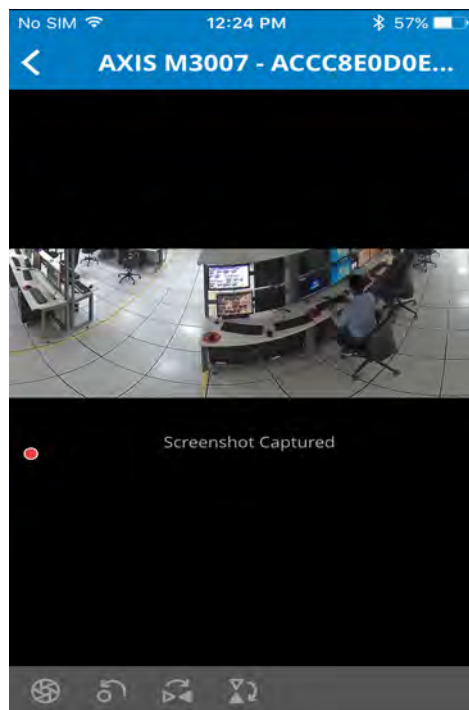 No SIM 12:24 PM 57%
AXIS M3007 - ACCC8E0D0E...
Screenshot Captured